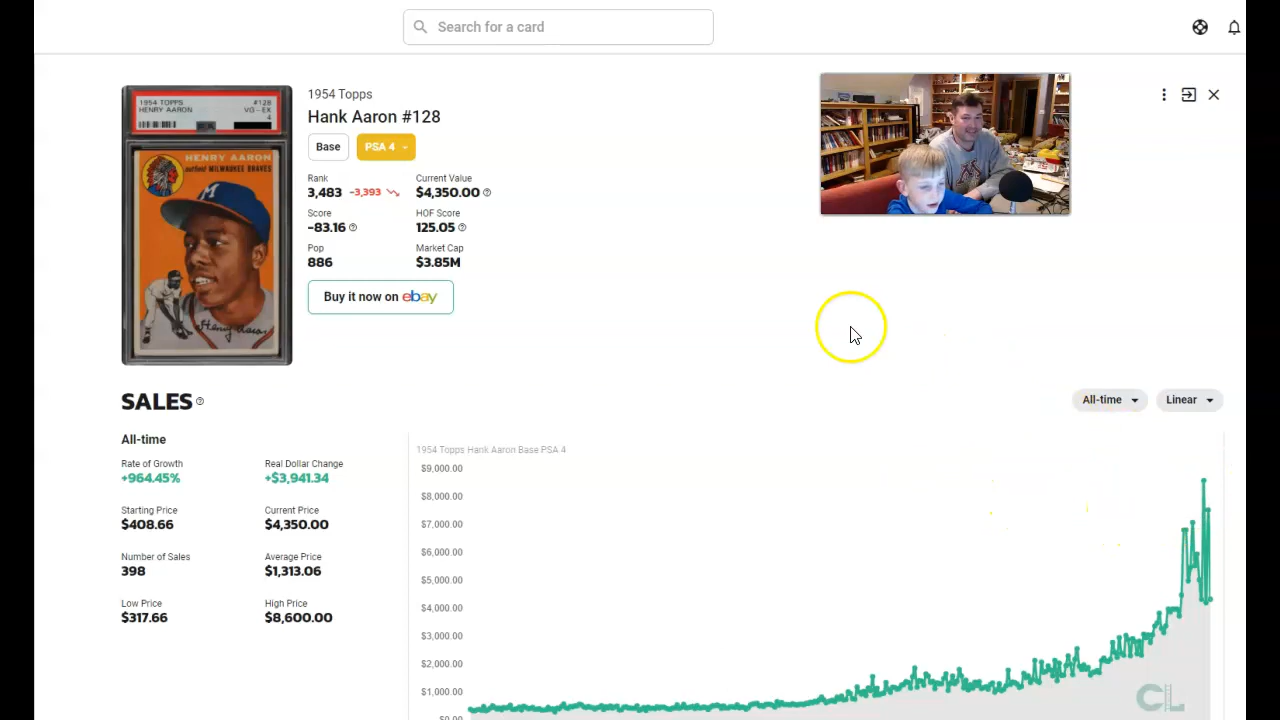 Search for a card
1954 TOPPS #128
HENRY AARON VG-EX
4
HENRY AARON
outfield MILWAUKEE BRAVES
M
Henry Aaron
1954 Topps
Hank Aaron #128
Base PSA 4
Rank Current Value
3,483 -3,393 $4,350.00
Score HOF Score
-83.16 125.05
Pop Market Cap
886 $3.85M
Buy it now on ebay
SALES
All-time Linear
All-time
Rate of Growth Real Dollar Change
+964.45% +$3,941.34
Starting Price Current Price
$408.66 $4,350.00
Number of Sales Average Price
398 $1,313.06
Low Price High Price
$317.66 $8,600.00
1954 Topps Hank Aaron Base PSA 4
$9,000.00
$8,000.00
$7,000.00
$6,000.00
$5,000.00
$4,000.00
$3,000.00
$2,000.00
$1,000.00
$0.00
CL